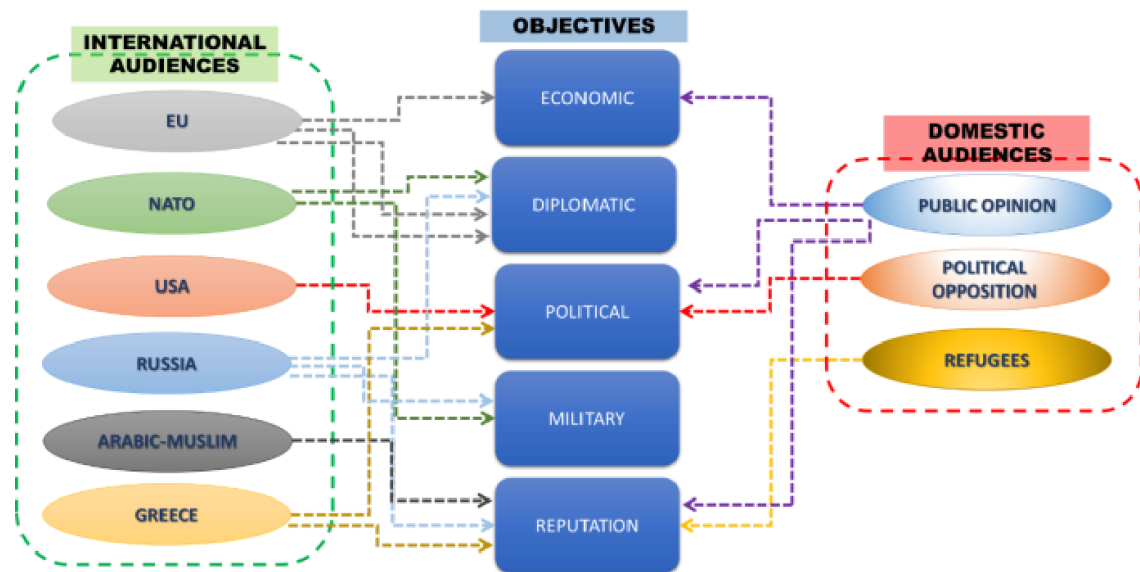 INTERNATIONAL
AUDIENCES
EU
NATO
USA
RUSSIA
ARABIC-MUSLIM
GREECE
OBJECTIVES
ECONOMIC
DIPLOMATIC
POLITICAL
MILITARY
REPUTATION
DOMESTIC
AUDIENCES
PUBLIC OPINION
POLITICAL
OPPOSITION
REFUGEES